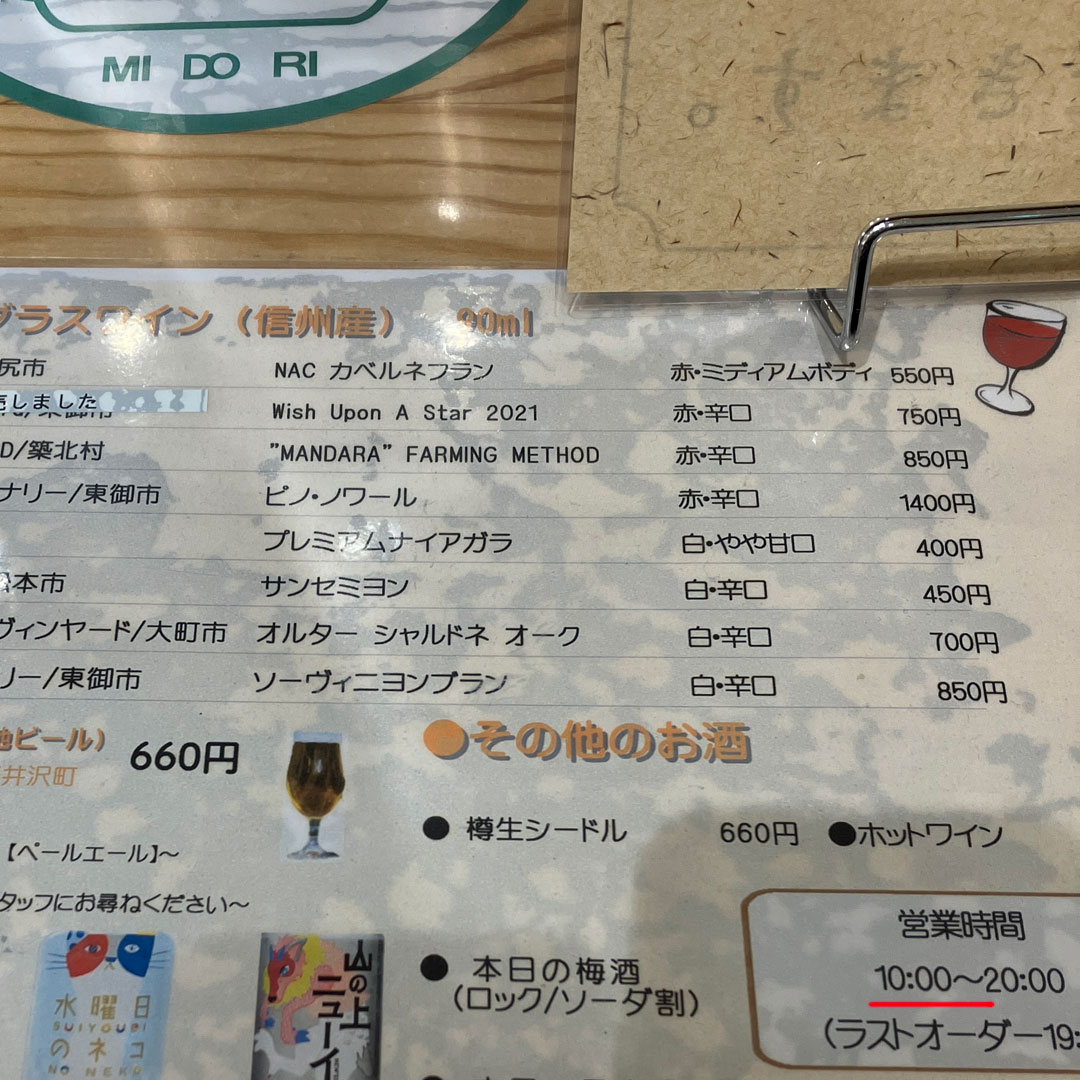 MI DO RI
きます。
グラスワイン（信州産） 90ml
尻市 NAC カベルネフラン 赤・ミディアムボディ 550円
売しました Wish Upon A Star 2021 赤・辛口 750円
D/築北村 ”MANDARA” FARMING METHOD 赤・辛口 850円
ナリー/東御市 ピノ・ノワール 赤・辛口 1400円
プレミアムナイアガラ 白・やや甘口 400円
松本市 サンセミヨン 白・辛口 450円
ヴィンヤード/大町市 オルター シャルドネ オーク 白・辛口 700円
リー/東御市 ソーヴィニヨンブラン 白・辛口 850円
地ビール） 660円
井沢町
【ペールエール】～
タッフにお尋ねください～
水曜日
SUIYOUBI
のネコ
NO NEKO
山の上
ニューイ
●その他のお酒
● 樽生シードル 660円 ●ホットワイン
● 本日の梅酒
（ロック/ソーダ割）
営業時間
10:00～20:00
（ラストオーダー19: